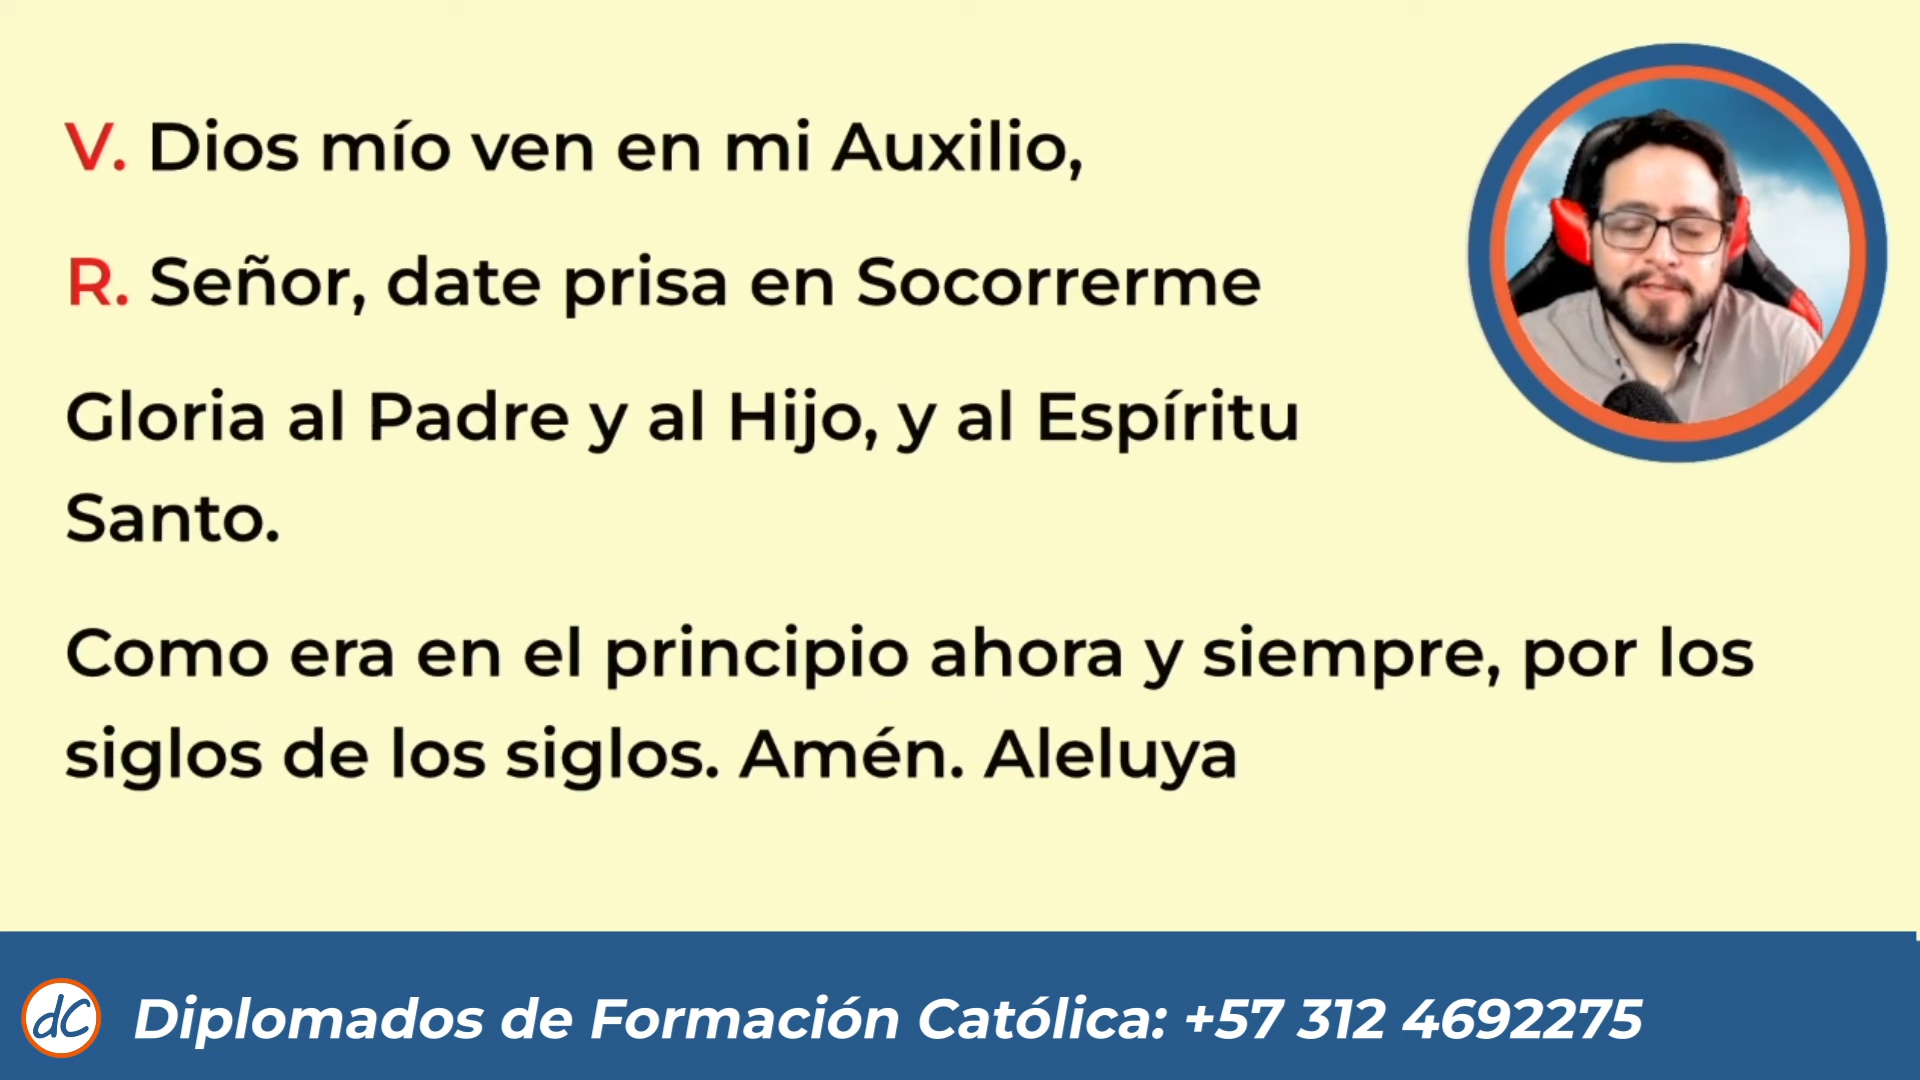 V. Dios mío ven en mi Auxilio,
R. Señor, date prisa en Socorrerme
Gloria al Padre y al Hijo, y al Espíritu
Santo.
Como era en el principio ahora y siempre, por los
siglos de los siglos. Amén. Aleluya
dC Diplomados de Formación Católica: +57 312 4692275